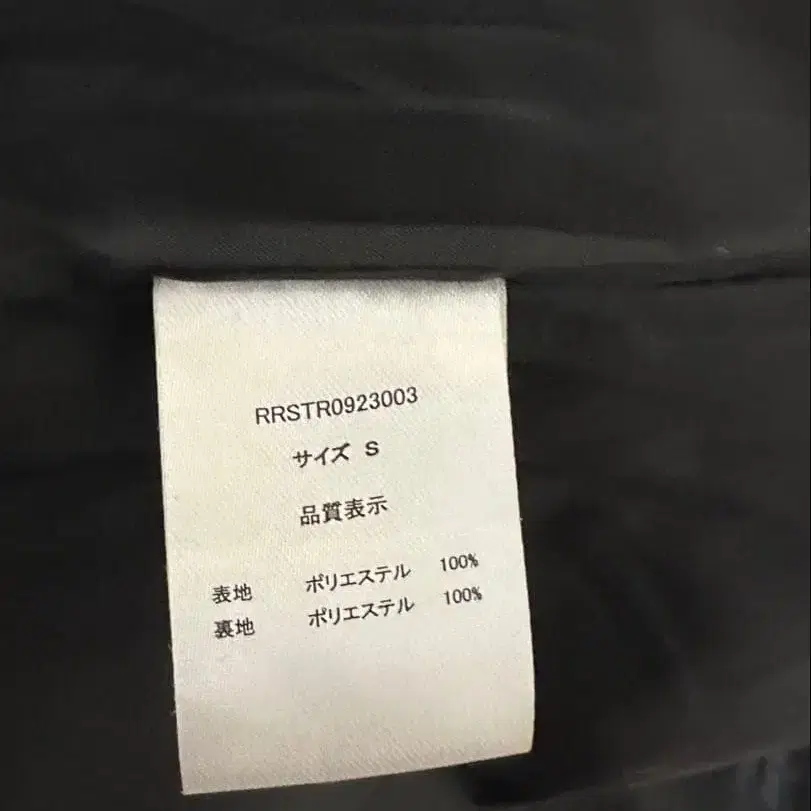 RRSTR0923003
サイズ S
品質表示
表地 ポリエステル 100%
裏地 ポリエステル 100%